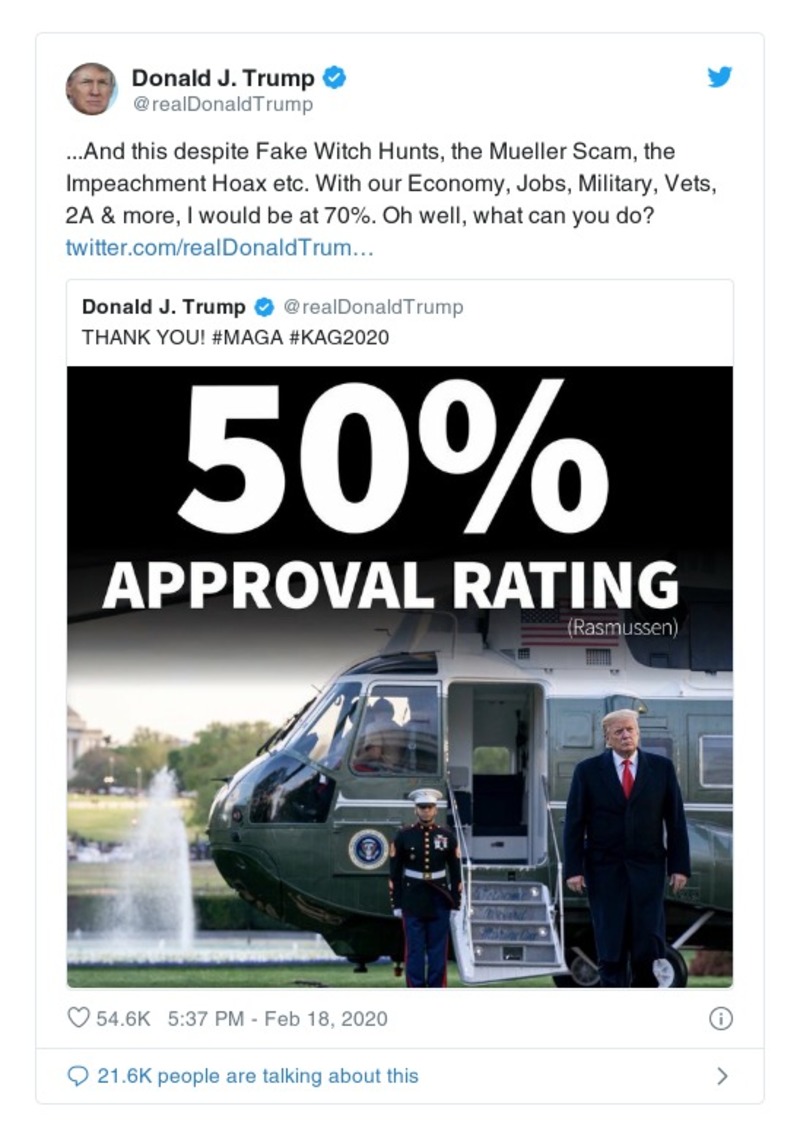 Donald J. Trump
@realDonaldTrump
...And this despite Fake Witch Hunts, the Mueller Scam, the
Impeachment Hoax etc. With our Economy, Jobs, Military, Vets,
2A & more, I would be at 70%. Oh well, what can you do?
twitter.com/realDonaldTrum…
Donald J. Trump @realDonaldTrump
THANK YOU! #MAGA #KAG2020
50%
APPROVAL RATING
(Rasmussen)
54.6K 5:37 PM - Feb 18, 2020
21.6K people are talking about this